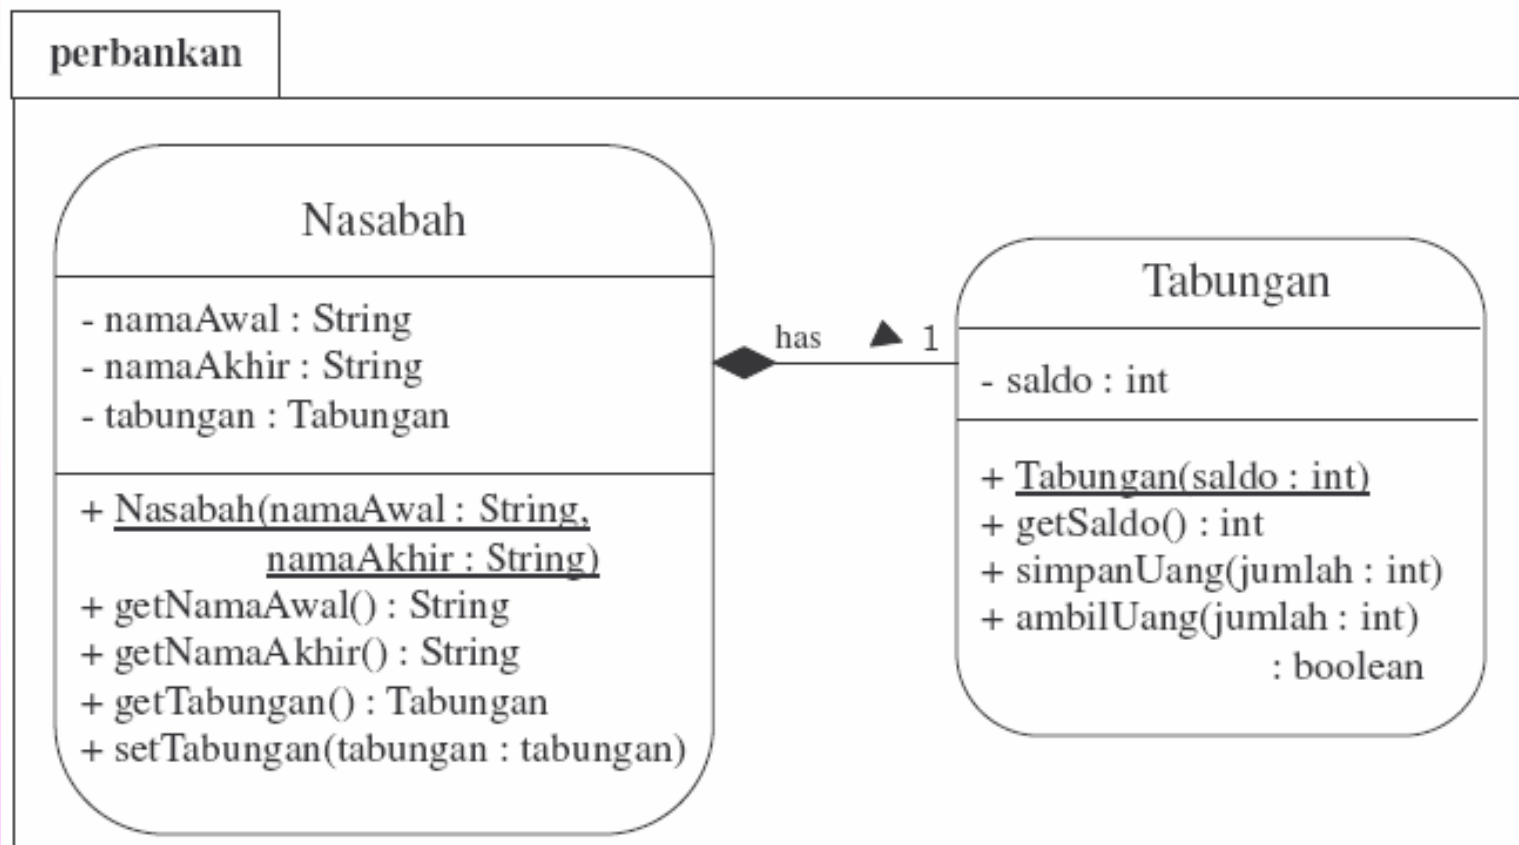 perbankan
Nasabah
- namaAwal : String
- namaAkhir : String
- tabungan : Tabungan
+ Nasabah(namaAwal : String,
namaAkhir : String)
+ getNamaAwal() : String
+ getNamaAkhir() : String
+ getTabungan() : Tabungan
+ setTabungan(tabungan : tabungan)
has
1
Tabungan
- saldo : int
+ Tabungan(saldo : int)
+ getSaldo() : int
+ simpanUang(jumlah : int)
+ ambilUang(jumlah : int)
: boolean